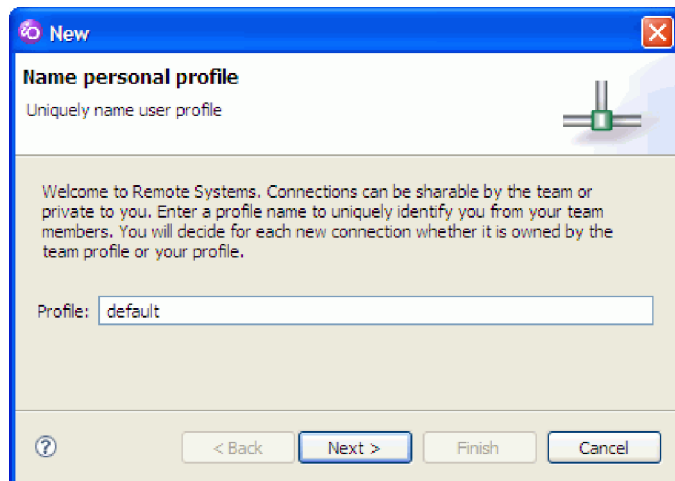 New
Name personal profile
Uniquely name user profile
Welcome to Remote Systems. Connections can be sharable by the team or
private to you. Enter a profile name to uniquely identify you from your team
members. You will decide for each new connection whether it is owned by the
team profile or your profile.
Profile: default
< Back Next > Finish Cancel